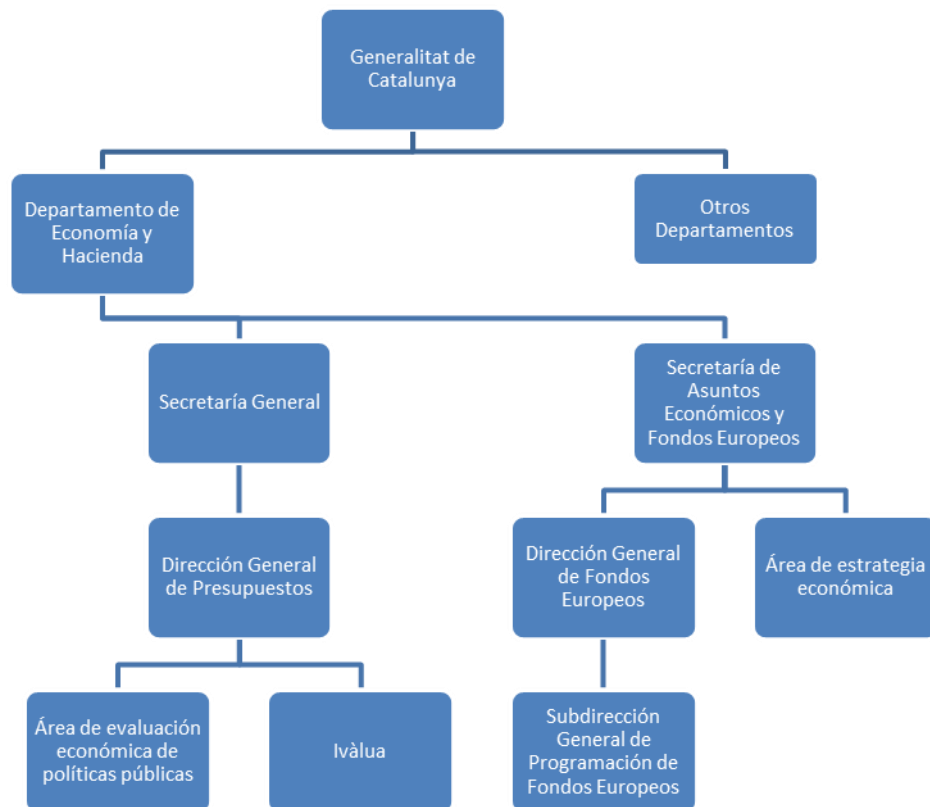 Generalitat de
Catalunya
Departamento de
Economía y
Hacienda
Otros
Departamentos
Secretaría General
Secretaría de
Asuntos
Económicos y
Fondos Europeos
Dirección General
de Presupuestos
Dirección General
de Fondos
Europeos
Área de estrategia
económica
Área de evaluación
económica de
políticas públicas
Ivàlua
Subdirección
General de
Programación de
Fondos Europeos